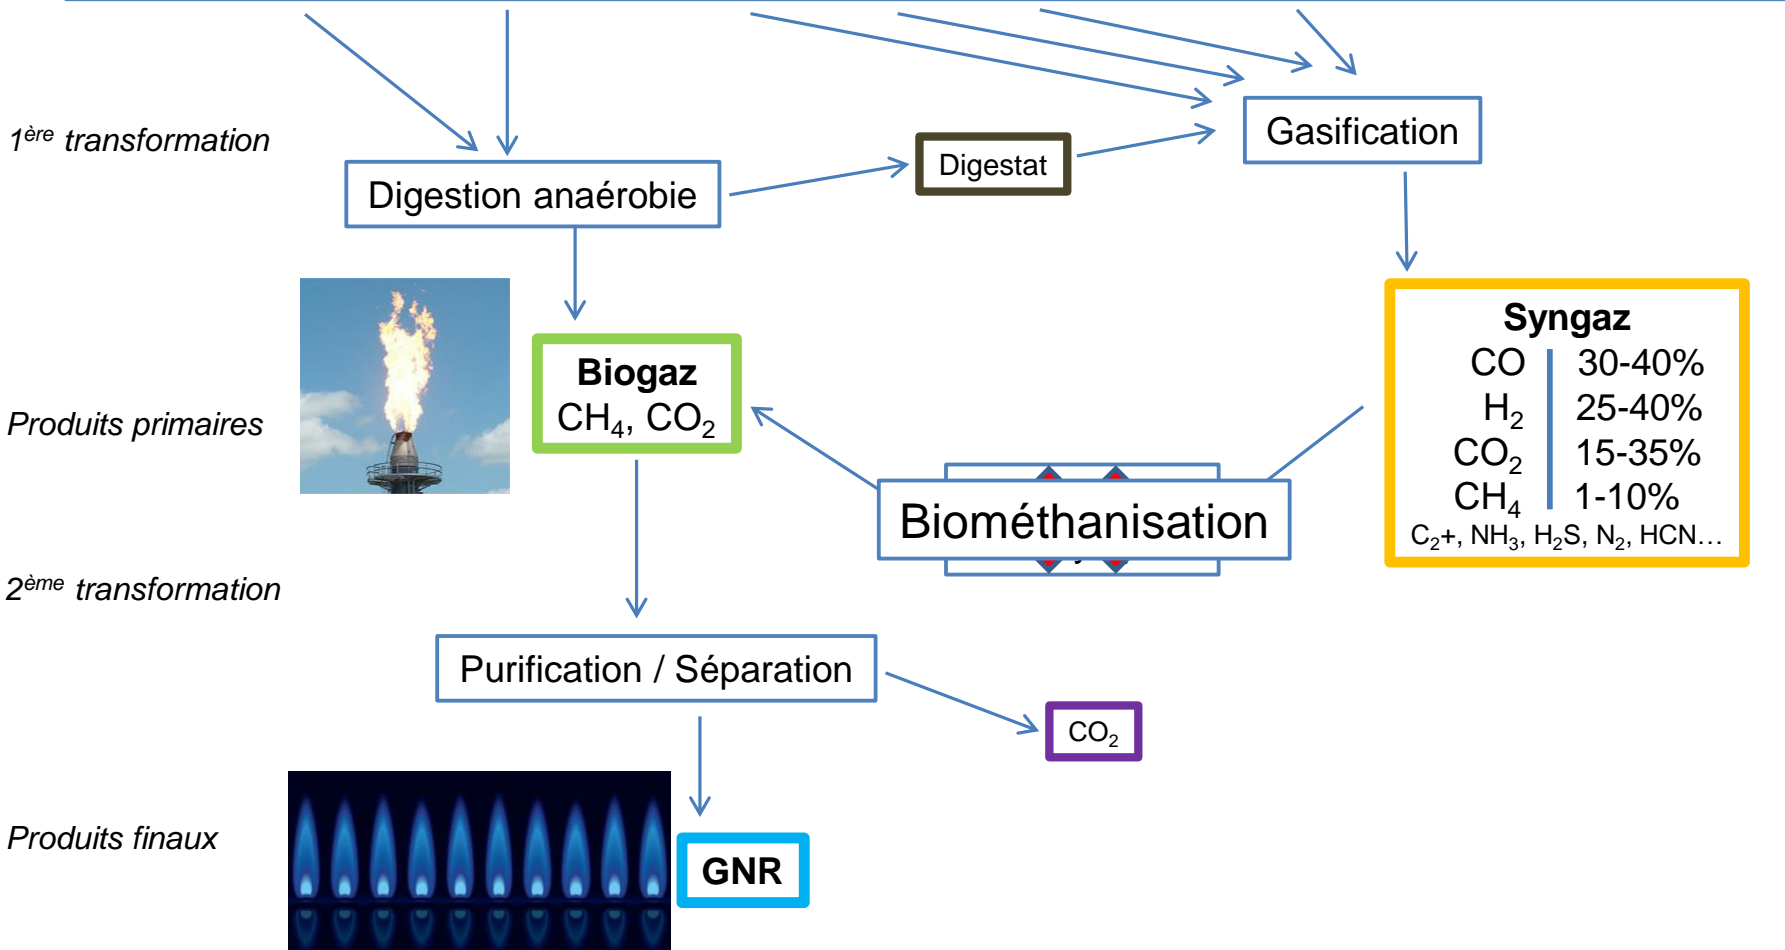 1ère transformation
Gasification
Digestat
Digestion anaérobie
Syngaz
CO 30-40%
H2 25-40%
CO2 15-35%
CH4 1-10%
C2+, NH3, H2S, N2, HCN…
Biogaz
CH4, CO2
Produits primaires
Biométhanisation
2ème transformation
Purification / Séparation
CO2
Produits finaux
GNR